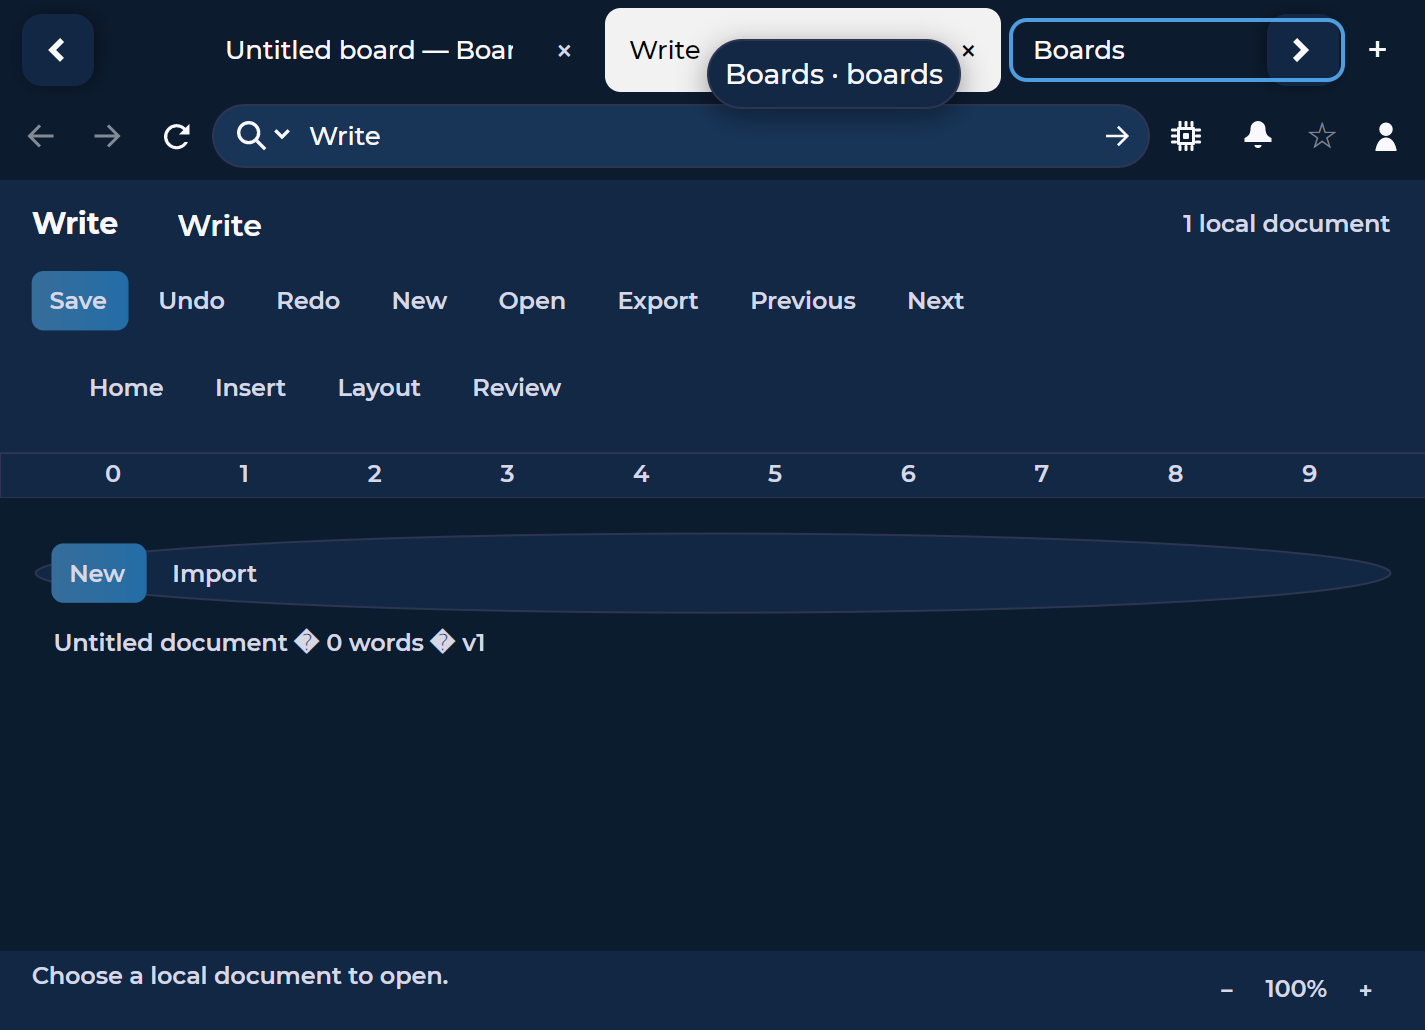 Untitled board — Boar × Write × Boards +
Boards · boards
Write
Write Write 1 local document
Save Undo Redo New Open Export Previous Next
Home Insert Layout Review
0 1 2 3 4 5 6 7 8 9
New Import
Untitled document � 0 words � v1
Choose a local document to open.
– 100% +